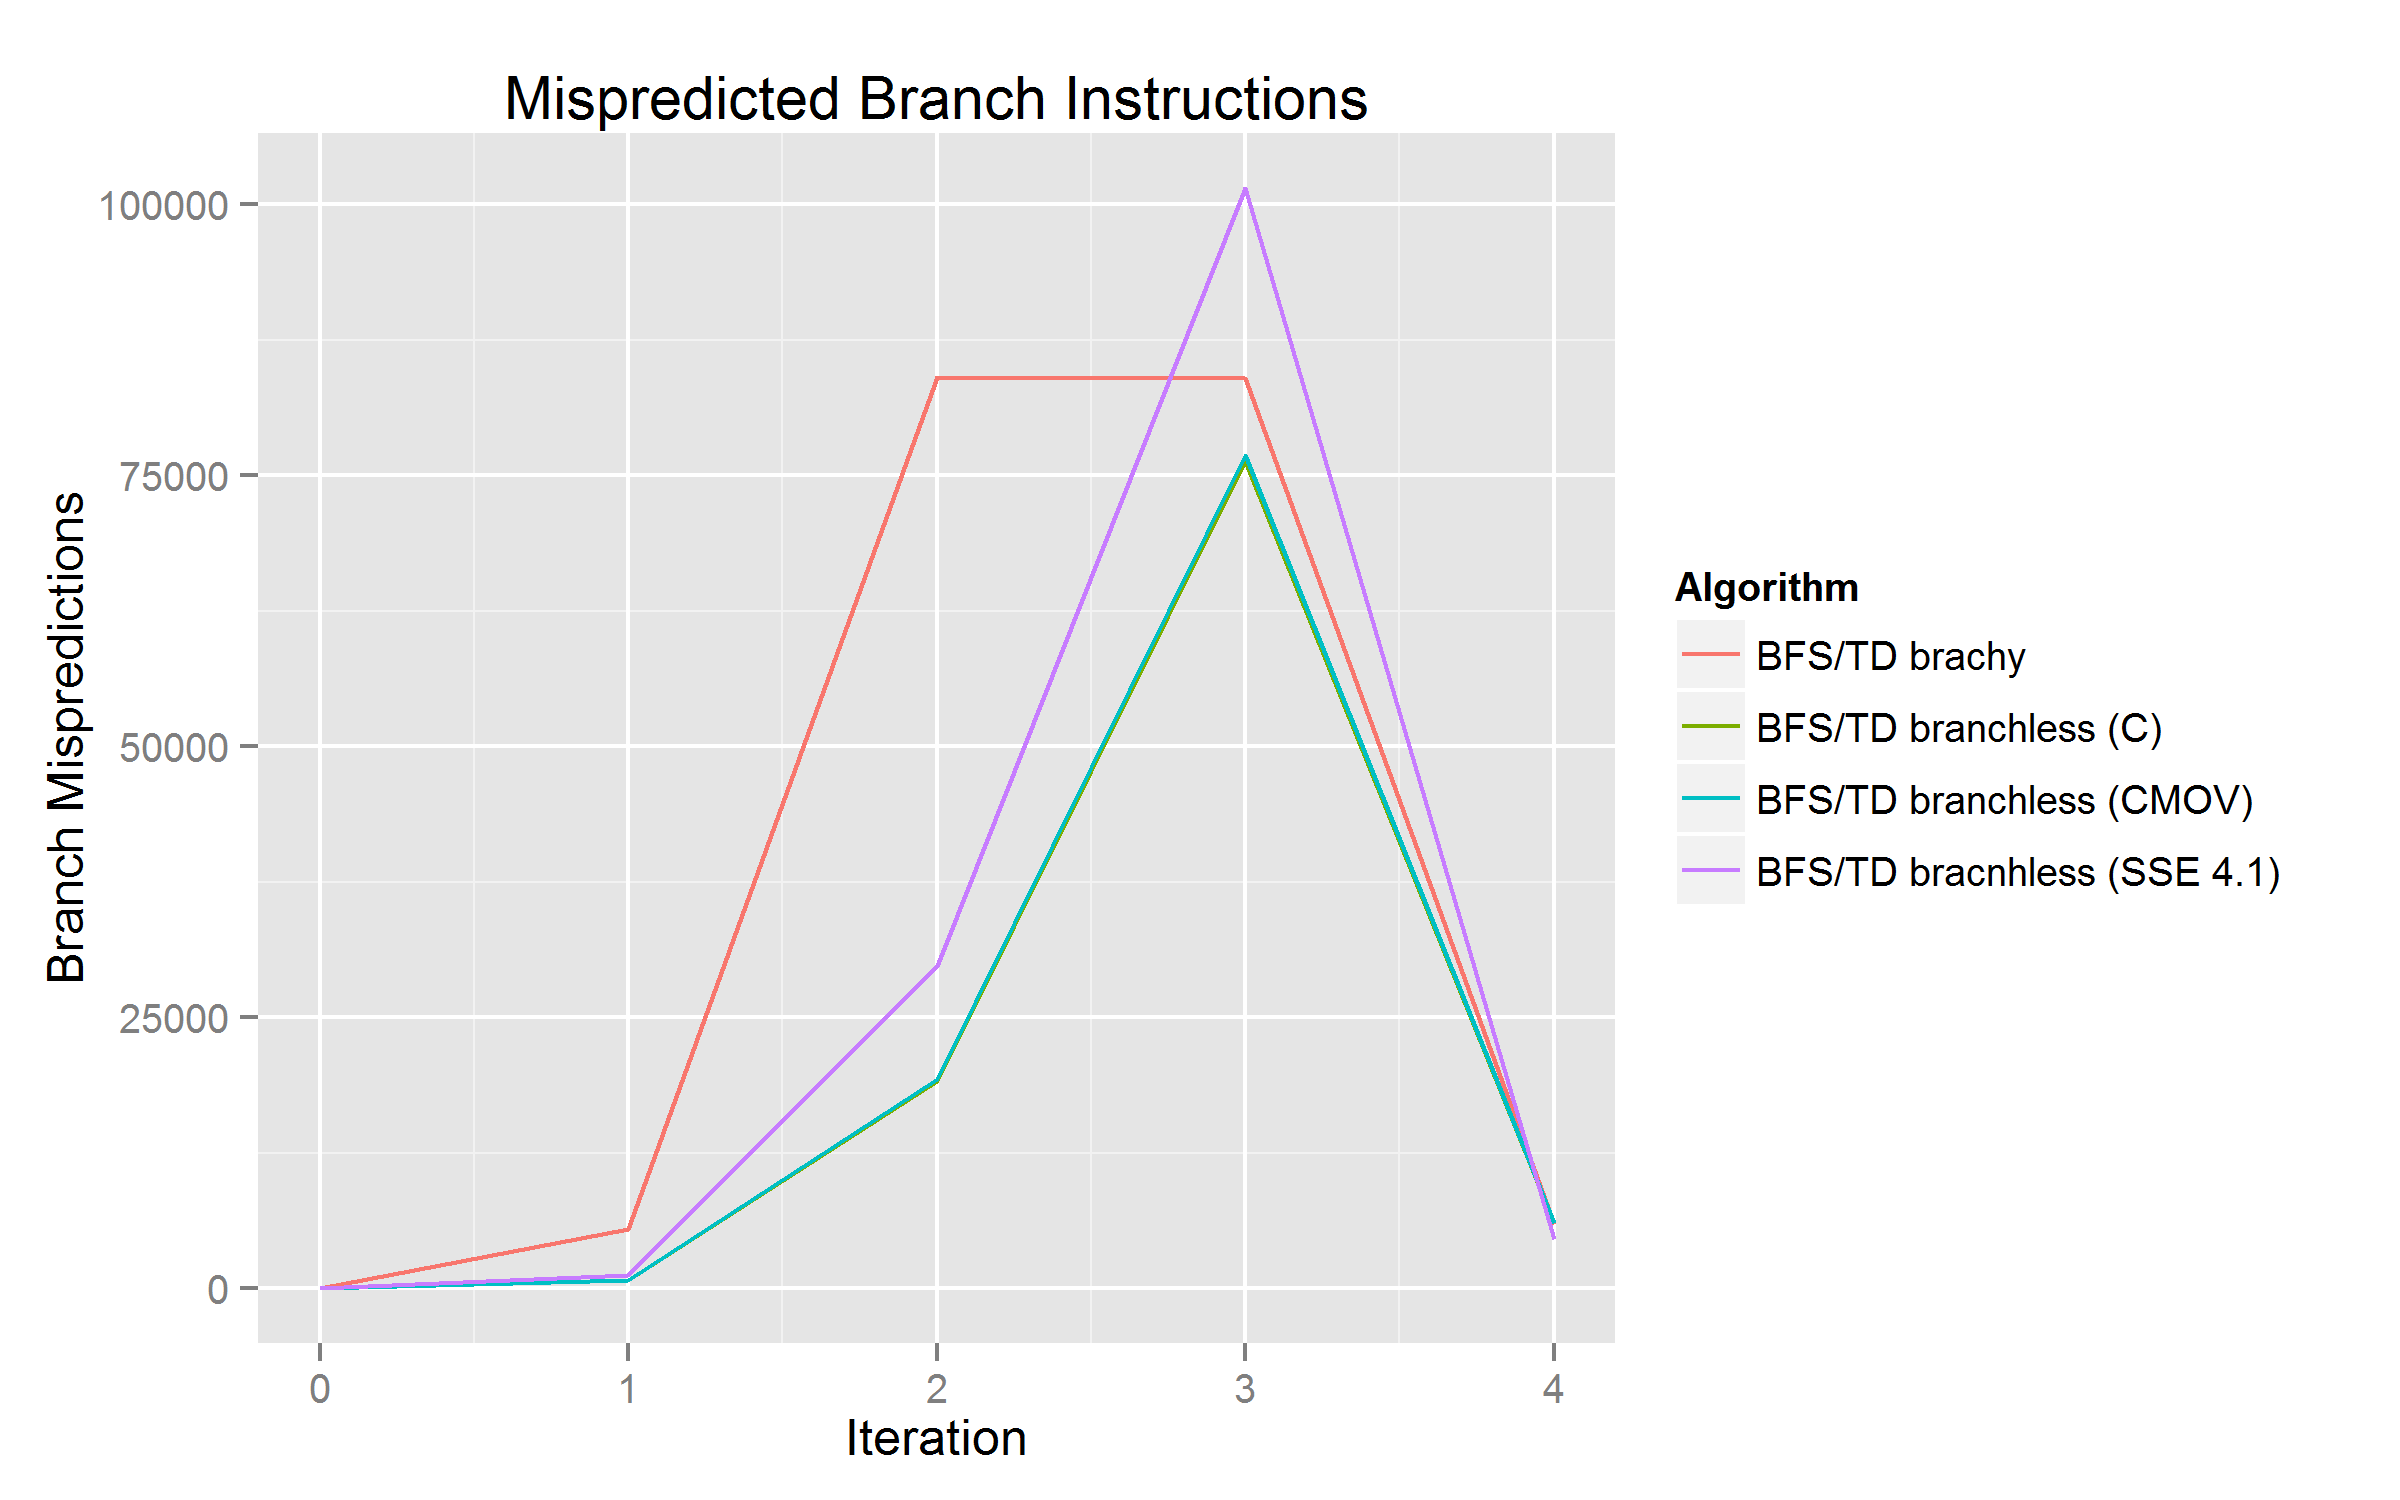 Mispredicted Branch Instructions
100000
75000
50000
25000
0
Branch Mispredictions
0 1 2 3 4
Iteration
Algorithm
BFS/TD brachy
BFS/TD branchless (C)
BFS/TD branchless (CMOV)
BFS/TD bracnhless (SSE 4.1)